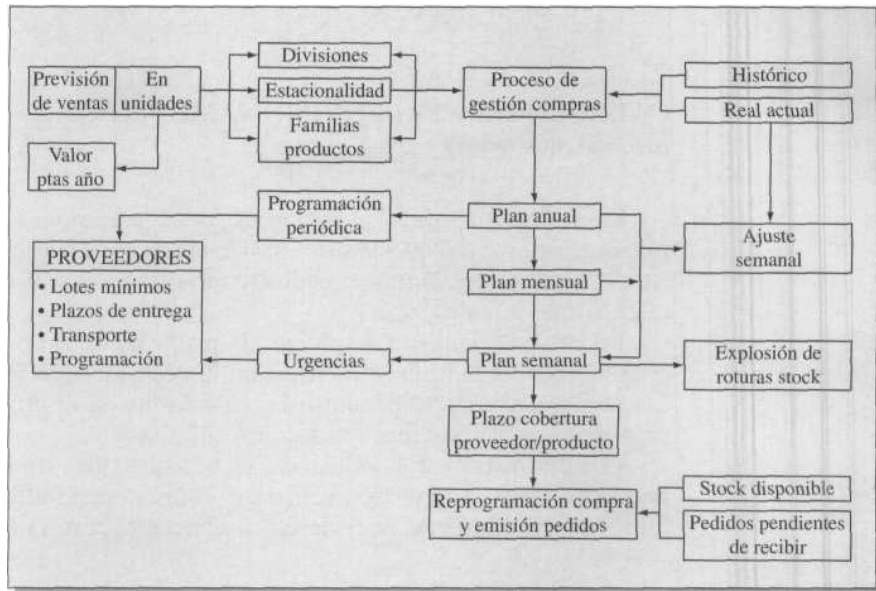 Previsión
de ventas
En
unidades
Valor
ptas año
Divisiones
Estacionalidad
Familias
productos
Proceso de
gestión compras
Histórico
Real actual
Programación
periódica
Plan anual
Ajuste
semanal
PROVEEDORES
• Lotes mínimos
• Plazos de entrega
• Transporte
• Programación
Plan mensual
Urgencias
Plan semanal
Explosión de
roturas stock
Plazo cobertura
proveedor/producto
Reprogramación compra
y emisión pedidos
Stock disponible
Pedidos pendientes
de recibir